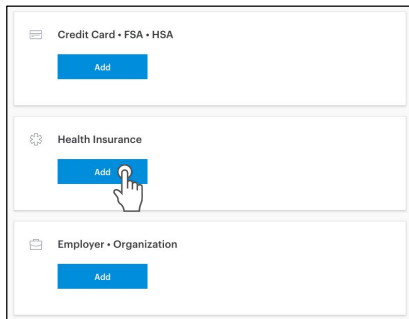 Credit Card • FSA • HSA
Add
Health Insurance
Add
Employer • Organization
Add